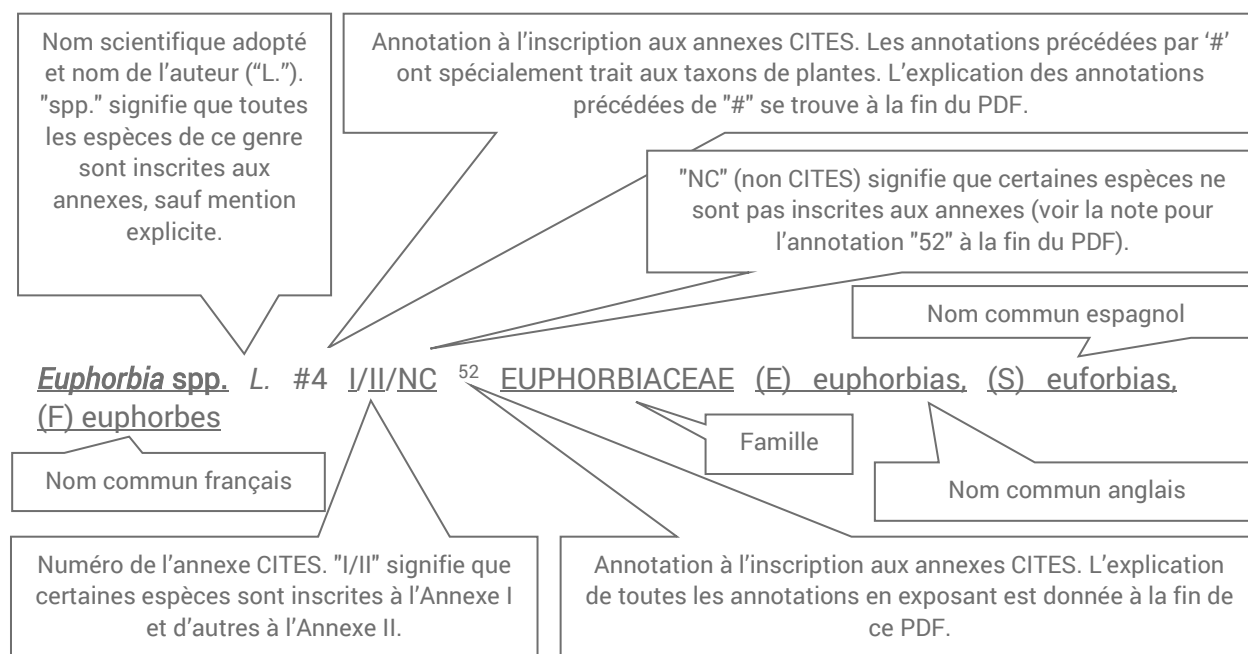 Nom scientifique adopté
et nom de l’auteur (“L.”).
"spp." signifie que toutes
les espèces de ce genre
sont inscrites aux
annexes, sauf mention
explicite.
Annotation à l’inscription aux annexes CITES. Les annotations précédées par ‘#’
ont spécialement trait aux taxons de plantes. L’explication des annotations
précédées de "#" se trouve à la fin du PDF.
"NC" (non CITES) signifie que certaines espèces ne
sont pas inscrites aux annexes (voir la note pour
l’annotation "52" à la fin du PDF).
Nom commun espagnol
Euphorbia spp. L. #4 I/II/NC 52 EUPHORBIACEAE (E) euphorbias, (S) euforbias,
(F) euphorbes
Famille
Nom commun français
Nom commun anglais
Numéro de l’annexe CITES. "I/II" signifie que
certaines espèces sont inscrites à l’Annexe I
et d’autres à l’Annexe II.
Annotation à l’inscription aux annexes CITES. L’explication
de toutes les annotations en exposant est donnée à la fin de
ce PDF.